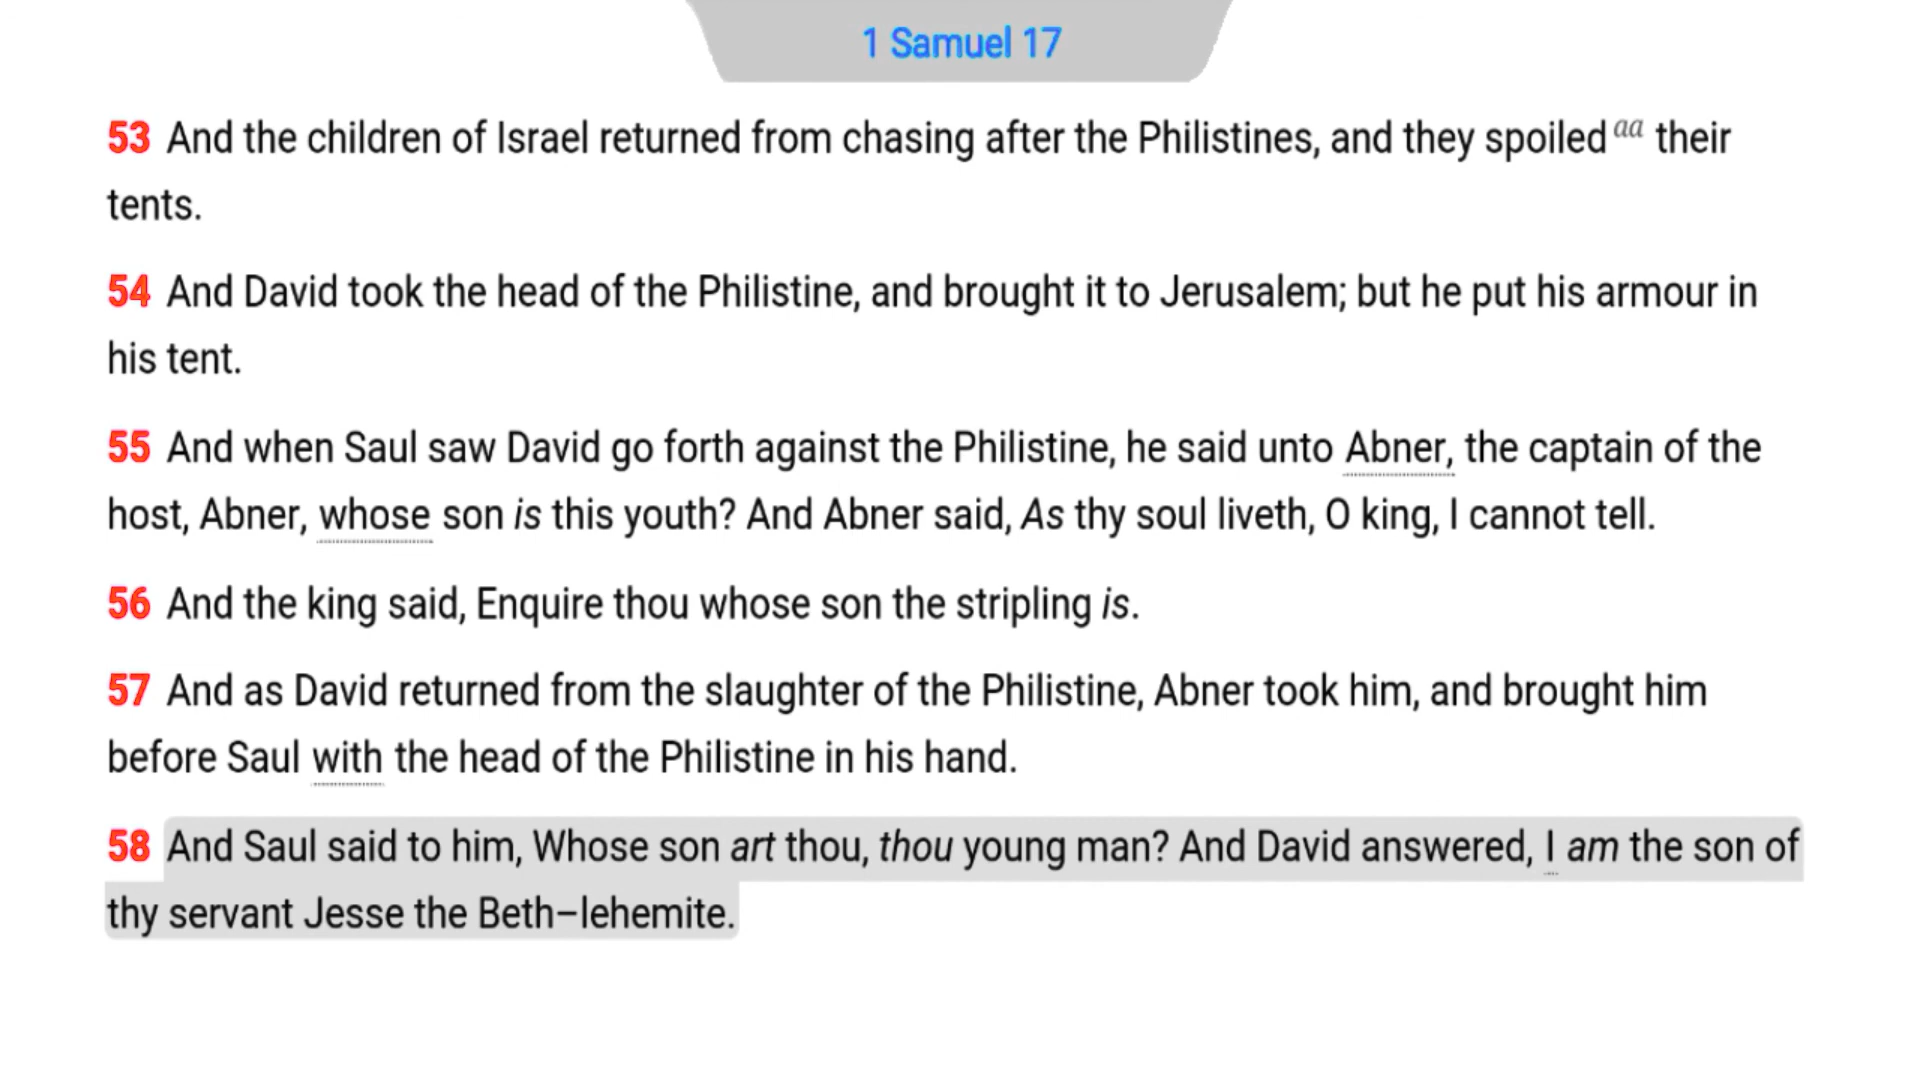 1 Samuel 17
53 And the children of Israel returned from chasing after the Philistines, and they spoiled aa their
tents.
54 And David took the head of the Philistine, and brought it to Jerusalem; but he put his armour in
his tent.
55 And when Saul saw David go forth against the Philistine, he said unto Abner, the captain of the
host, Abner, whose son is this youth? And Abner said, As thy soul liveth, O king, I cannot tell.
56 And the king said, Enquire thou whose son the stripling is.
57 And as David returned from the slaughter of the Philistine, Abner took him, and brought him
before Saul with the head of the Philistine in his hand.
58 And Saul said to him, Whose son art thou, thou young man? And David answered, I am the son of
thy servant Jesse the Beth–lehemite.